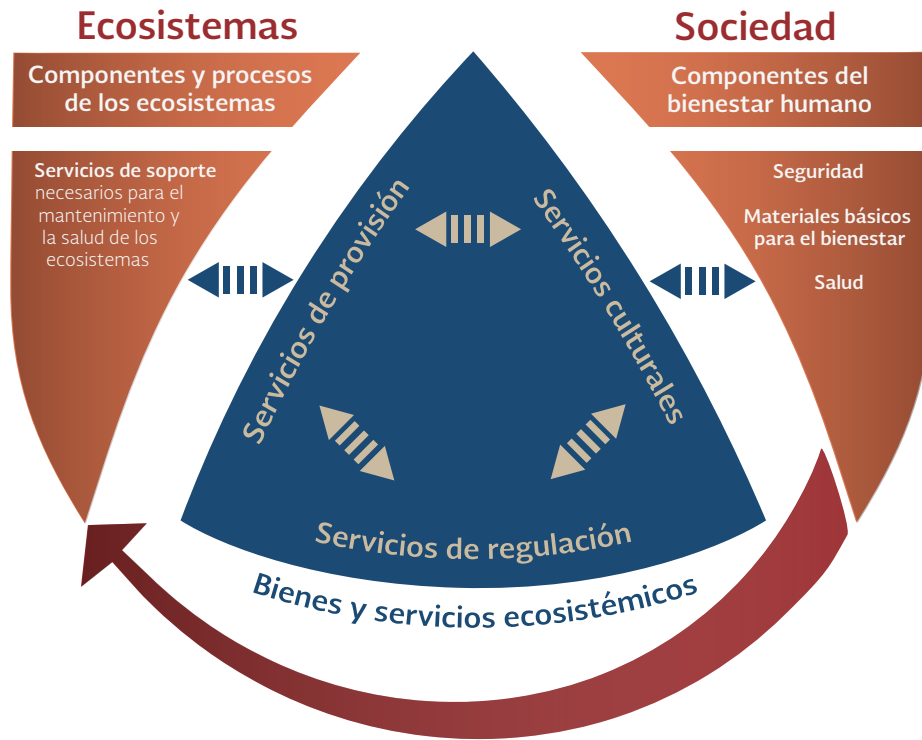 Ecosistemas
Componentes y procesos
de los ecosistemas
Servicios de soporte
necesarios para el
mantenimiento y
la salud de los
ecosistemas
Servicios de provisión
Servicios culturales
Servicios de regulación
Bienes y servicios ecosistémicos
Sociedad
Componentes del
bienestar humano
Seguridad
Materiales básicos
para el bienestar
Salud